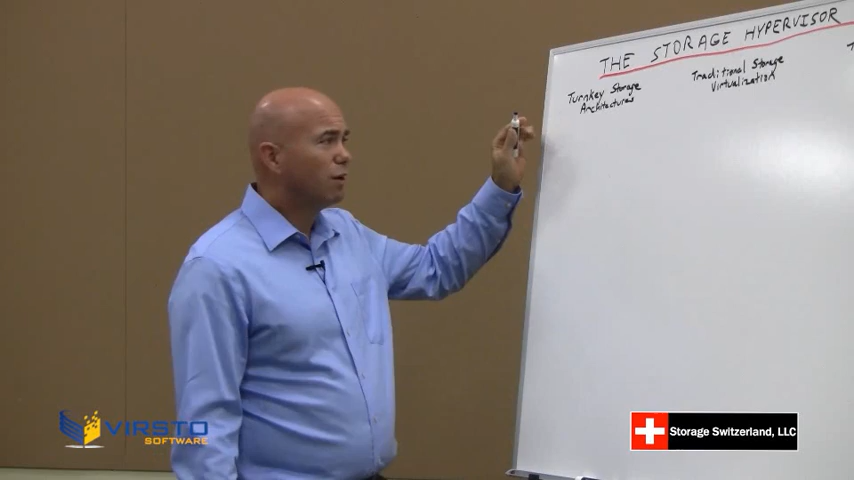 THE STORAGE HYPERVISOR
Turnkey Storage
Architectures
Traditional Storage
Virtualization
VIRSTO
SOFTWARE
Storage Switzerland, LLC